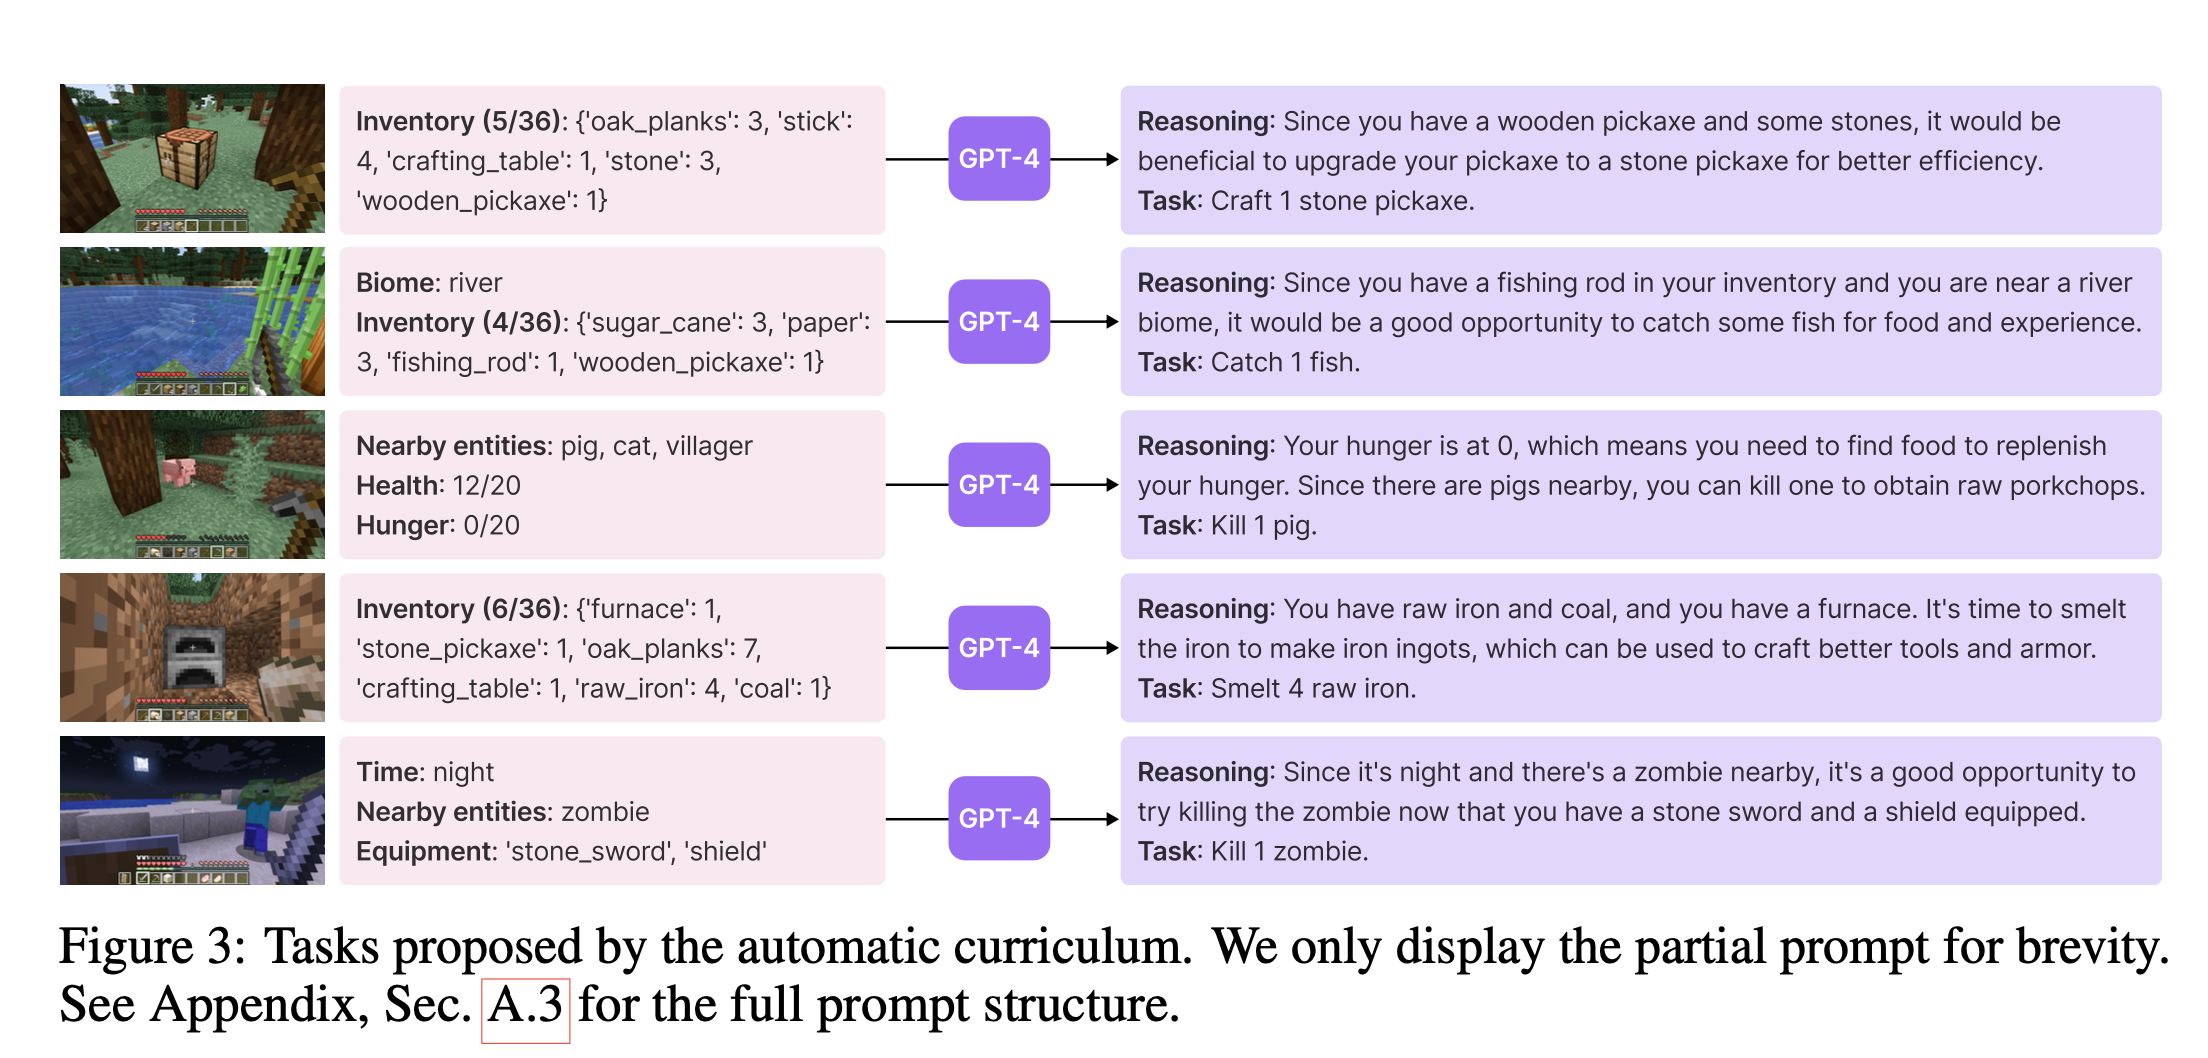 Inventory (5/36): {'oak_planks': 3, 'stick':
4, 'crafting_table': 1, 'stone': 3,
'wooden_pickaxe': 1}
GPT-4
Reasoning: Since you have a wooden pickaxe and some stones, it would be
beneficial to upgrade your pickaxe to a stone pickaxe for better efficiency.
Task: Craft 1 stone pickaxe.
Biome: river
Inventory (4/36): {'sugar_cane': 3, 'paper':
3, 'fishing_rod': 1, 'wooden_pickaxe': 1}
GPT-4
Reasoning: Since you have a fishing rod in your inventory and you are near a river
biome, it would be a good opportunity to catch some fish for food and experience.
Task: Catch 1 fish.
Nearby entities: pig, cat, villager
Health: 12/20
Hunger: 0/20
GPT-4
Reasoning: Your hunger is at 0, which means you need to find food to replenish
your hunger. Since there are pigs nearby, you can kill one to obtain raw porkchops.
Task: Kill 1 pig.
Inventory (6/36): {'furnace': 1,
'stone_pickaxe': 1, 'oak_planks': 7,
'crafting_table': 1, 'raw_iron': 4, 'coal': 1}
GPT-4
Reasoning: You have raw iron and coal, and you have a furnace. It's time to smelt
the iron to make iron ingots, which can be used to craft better tools and armor.
Task: Smelt 4 raw iron.
Time: night
Nearby entities: zombie
Equipment: 'stone_sword', 'shield'
GPT-4
Reasoning: Since it's night and there's a zombie nearby, it's a good opportunity to
try killing the zombie now that you have a stone sword and a shield equipped.
Task: Kill 1 zombie.
Figure 3: Tasks proposed by the automatic curriculum. We only display the partial prompt for brevity.
See Appendix, Sec. A.3 for the full prompt structure.